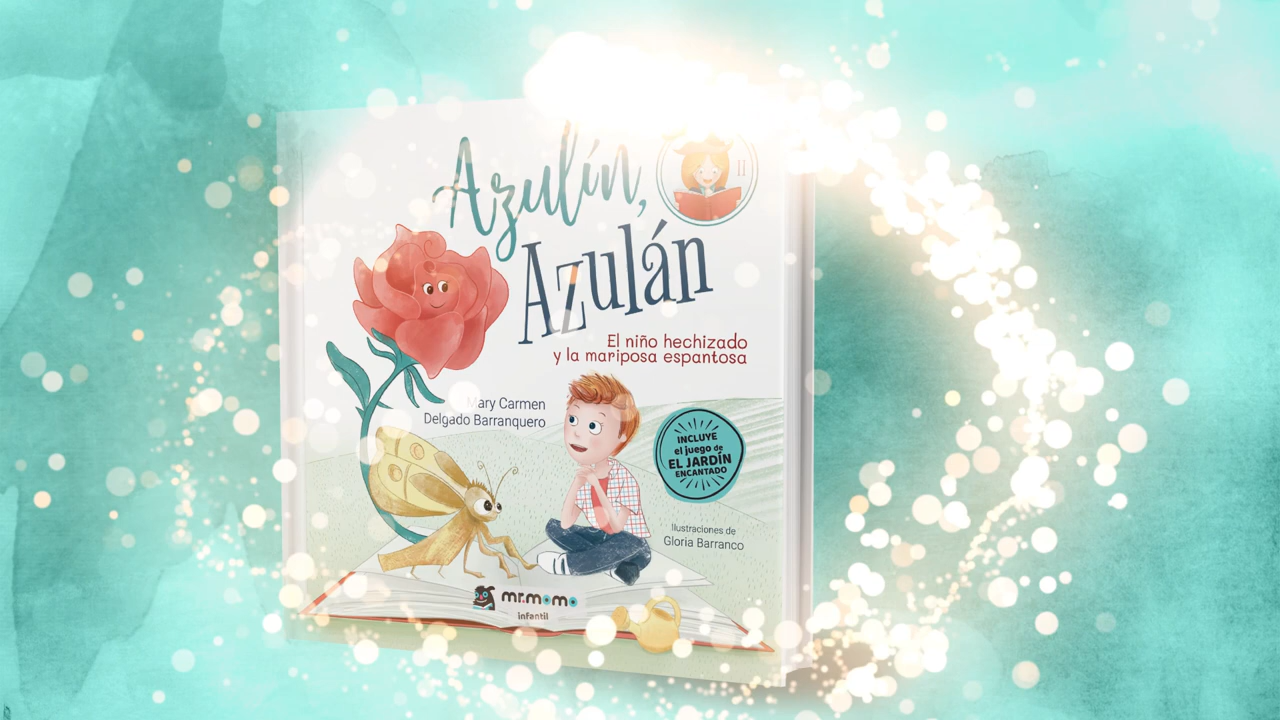 Azulín,
II
Azulán
El niño hechizado
y la mariposa espantosa
Mary Carmen
Delgado Barranquero
INCLUYE
el juego de
EL JARDÍN
ENCANTADO
Ilustraciones de
Gloria Barranco
mr.momo
infantil